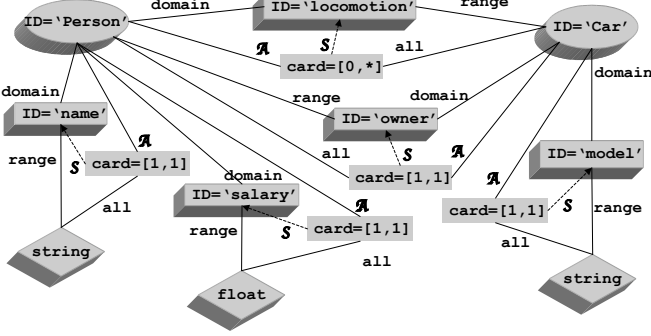 domain
ID=‘locomotion’
range
ID=‘Person’
ID=‘Car’
A
S
card=[0,*]
all
domain
range
domain
domain
ID=‘name’
ID=‘owner’
A
all
S
A
ID=‘model’
range
S
card=[1,1]
domain
card=[1,1]
A
all
ID=‘salary’
A
card=[1,1]
S
range
range
S
card=[1,1]
string
all
all
float
string